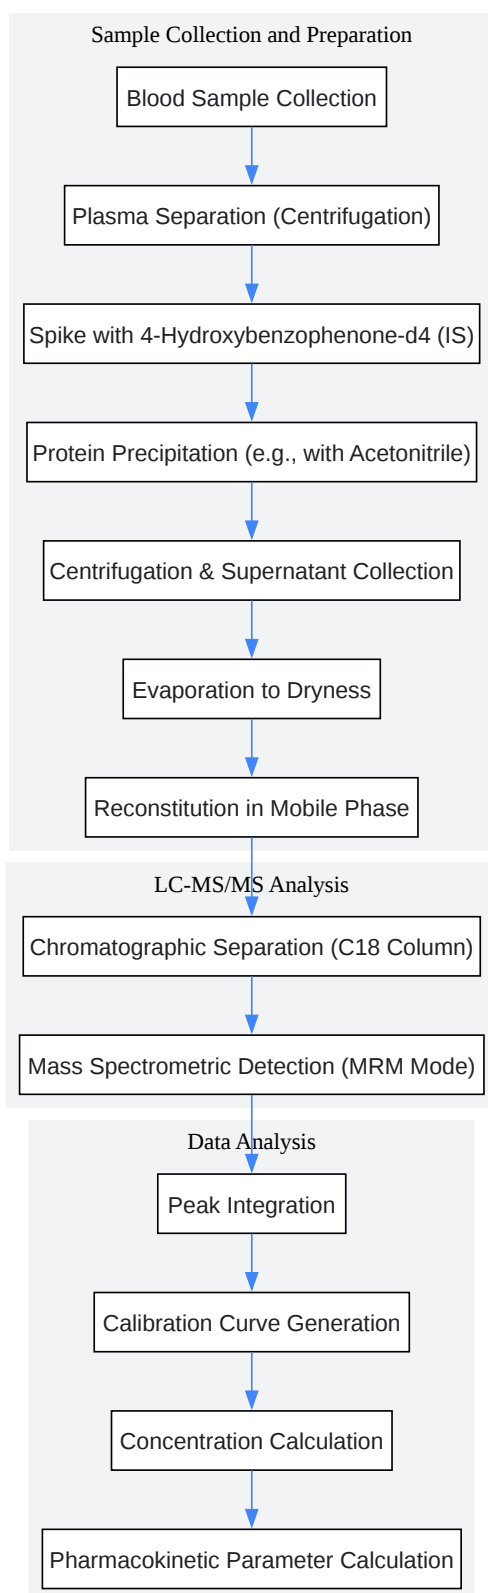 Sample Collection and Preparation
Blood Sample Collection
Plasma Separation (Centrifugation)
Spike with 4-Hydroxybenzophenone-d4 (IS)
Protein Precipitation (e.g., with Acetonitrile)
Centrifugation & Supernatant Collection
Evaporation to Dryness
Reconstitution in Mobile Phase
LC-MS/MS Analysis
Chromatographic Separation (C18 Column)
Mass Spectrometric Detection (MRM Mode)
Data Analysis
Peak Integration
Calibration Curve Generation
Concentration Calculation
Pharmacokinetic Parameter Calculation